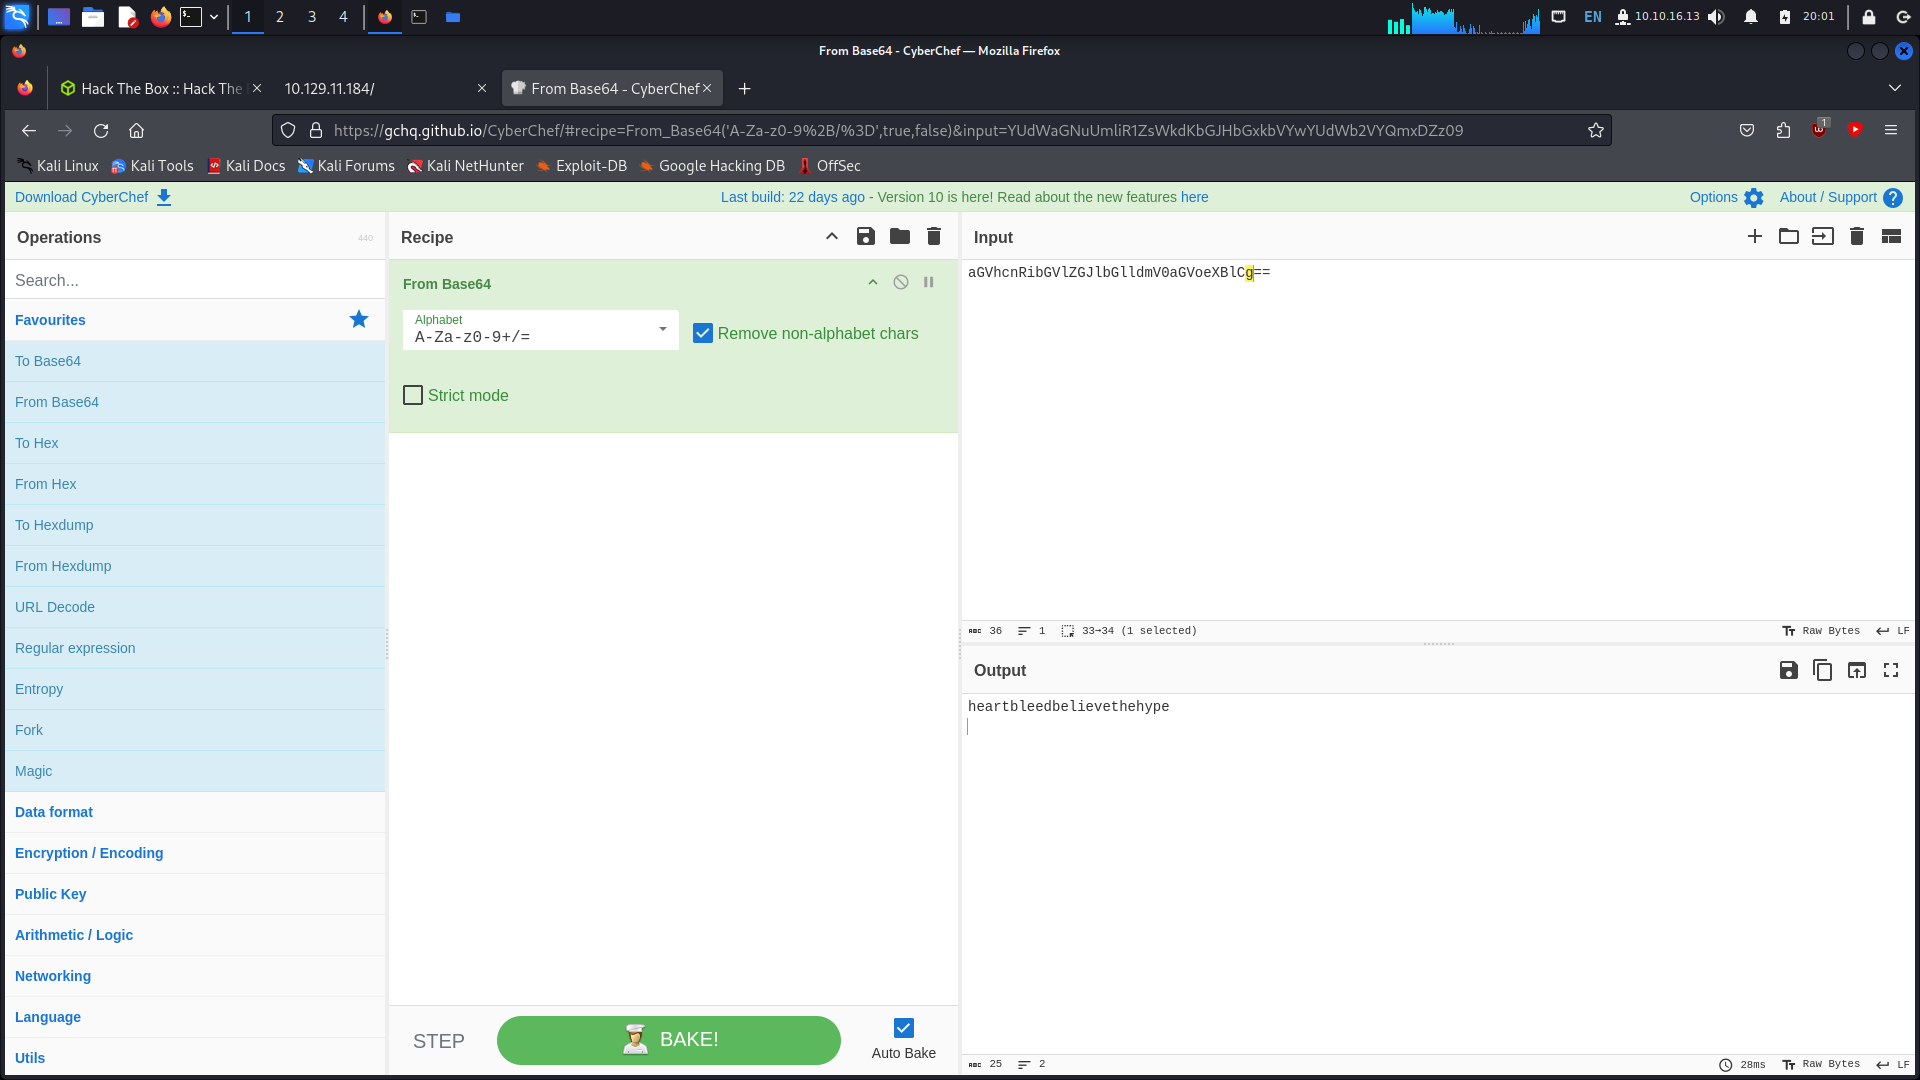 1 2 3 4 EN 10.10.16.13 20:01
From Base64 - CyberChef — Mozilla Firefox
Hack The Box :: Hack The
10.129.11.184/
From Base64 - CyberChef
https://gchq.github.io/CyberChef/#recipe=From_Base64('A-Za-z0-9%2B/%3D',true,false)&input=YUdWaGNuUmliR1ZsWkdKbGJHbGxkbVYwYUdWb2VYQmxDZz09
1
Kali Linux Kali Tools Kali Docs Kali Forums Kali NetHunter Exploit-DB Google Hacking DB OffSec
Download CyberChef
Last build: 22 days ago - Version 10 is here! Read about the new features here
Options
About / Support
Operations
440
Search...
Favourites
To Base64
From Base64
To Hex
From Hex
To Hexdump
From Hexdump
URL Decode
Regular expression
Entropy
Fork
Magic
Data format
Encryption / Encoding
Public Key
Arithmetic / Logic
Networking
Language
Utils
Recipe
From Base64
Alphabet
A-Za-z0-9+/=
Remove non-alphabet chars
Strict mode
STEP
BAKE!
Auto Bake
Input
aGVhcnRibGVlZGJlbGlldmV0aGVoeXBlCg==
ABC 36 1 33→34 (1 selected)
Tт Raw Bytes LF
Output
heartbleedbelievethehype
ABC 25 2
28ms Tт Raw Bytes LF